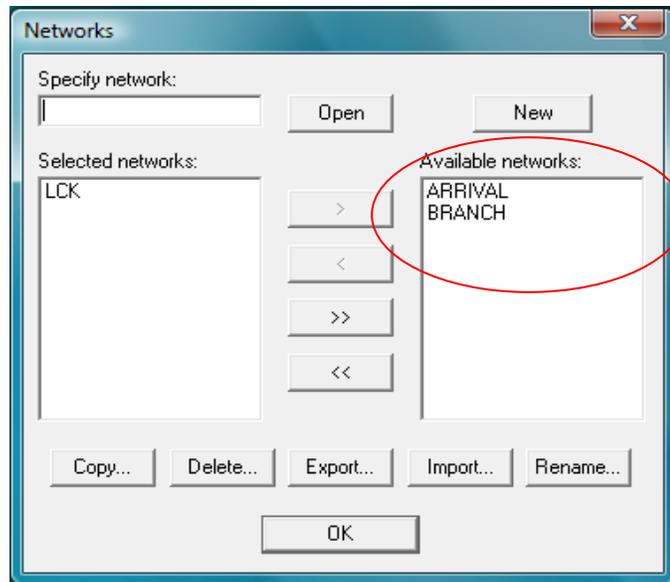 Networks
Specify network:
Open
New
Selected networks:
Available networks:
LCK
ARRIVAL
BRANCH
>
<
>>
<<
Copy...
Delete...
Export...
Import...
Rename...
OK